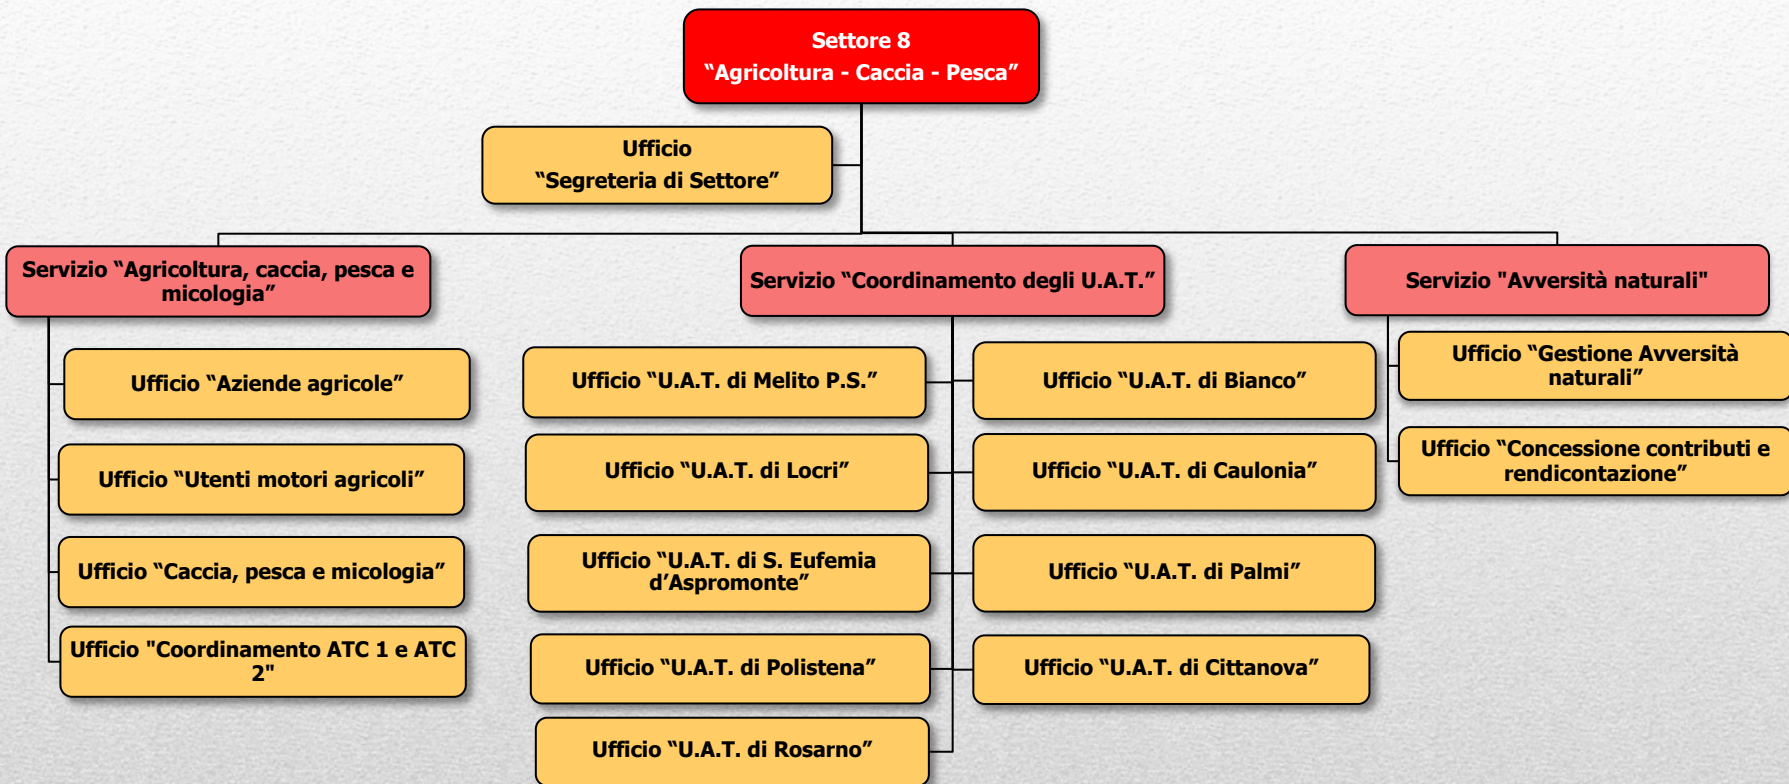 Settore 8
“Agricoltura - Caccia - Pesca”
Ufficio
“Segreteria di Settore”
Servizio “Agricoltura, caccia, pesca e
micologia”
Ufficio “Aziende agricole”
Ufficio “Utenti motori agricoli”
Ufficio “Caccia, pesca e micologia”
Ufficio "Coordinamento ATC 1 e ATC
2"
Servizio “Coordinamento degli U.A.T.”
Ufficio “U.A.T. di Melito P.S.”
Ufficio “U.A.T. di Bianco”
Ufficio “U.A.T. di Locri”
Ufficio “U.A.T. di Caulonia”
Ufficio “U.A.T. di S. Eufemia
d’Aspromonte”
Ufficio “U.A.T. di Palmi”
Ufficio “U.A.T. di Polistena”
Ufficio “U.A.T. di Cittanova”
Ufficio “U.A.T. di Rosarno”
Servizio "Avversità naturali"
Ufficio “Gestione Avversità
naturali”
Ufficio “Concessione contributi e
rendicontazione”